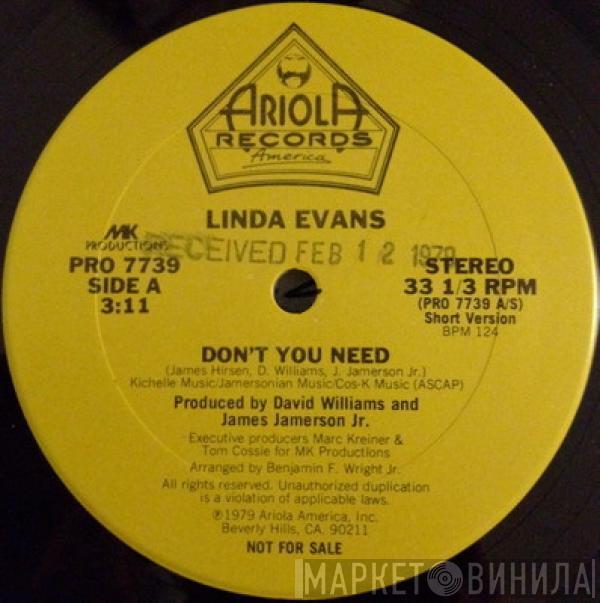 ARIOLA
RECORDS
America
LINDA EVANS
MK
PRODUCTIONS
RECEIVED FEB 12 1979
PRO 7739
SIDE A
3:11
STEREO
33 1/3 RPM
(PRO 7739 A/S)
Short Version
BPM 124
DON'T YOU NEED
(James Hirsen, D. Williams, J. Jamerson Jr.)
Kichelle Music/Jamersonian Music/Cos-K Music (ASCAP)
Produced by David Williams and
James Jamerson Jr.
Executive producers Marc Kreiner &
Tom Cossie for MK Productions
Arranged by Benjamin F. Wright Jr.
All rights reserved. Unauthorized duplication
is a violation of applicable laws.
℗1979 Ariola America, Inc.
Beverly Hills, CA. 90211
NOT FOR SALE
МАРКЕТ ВИНИЛА